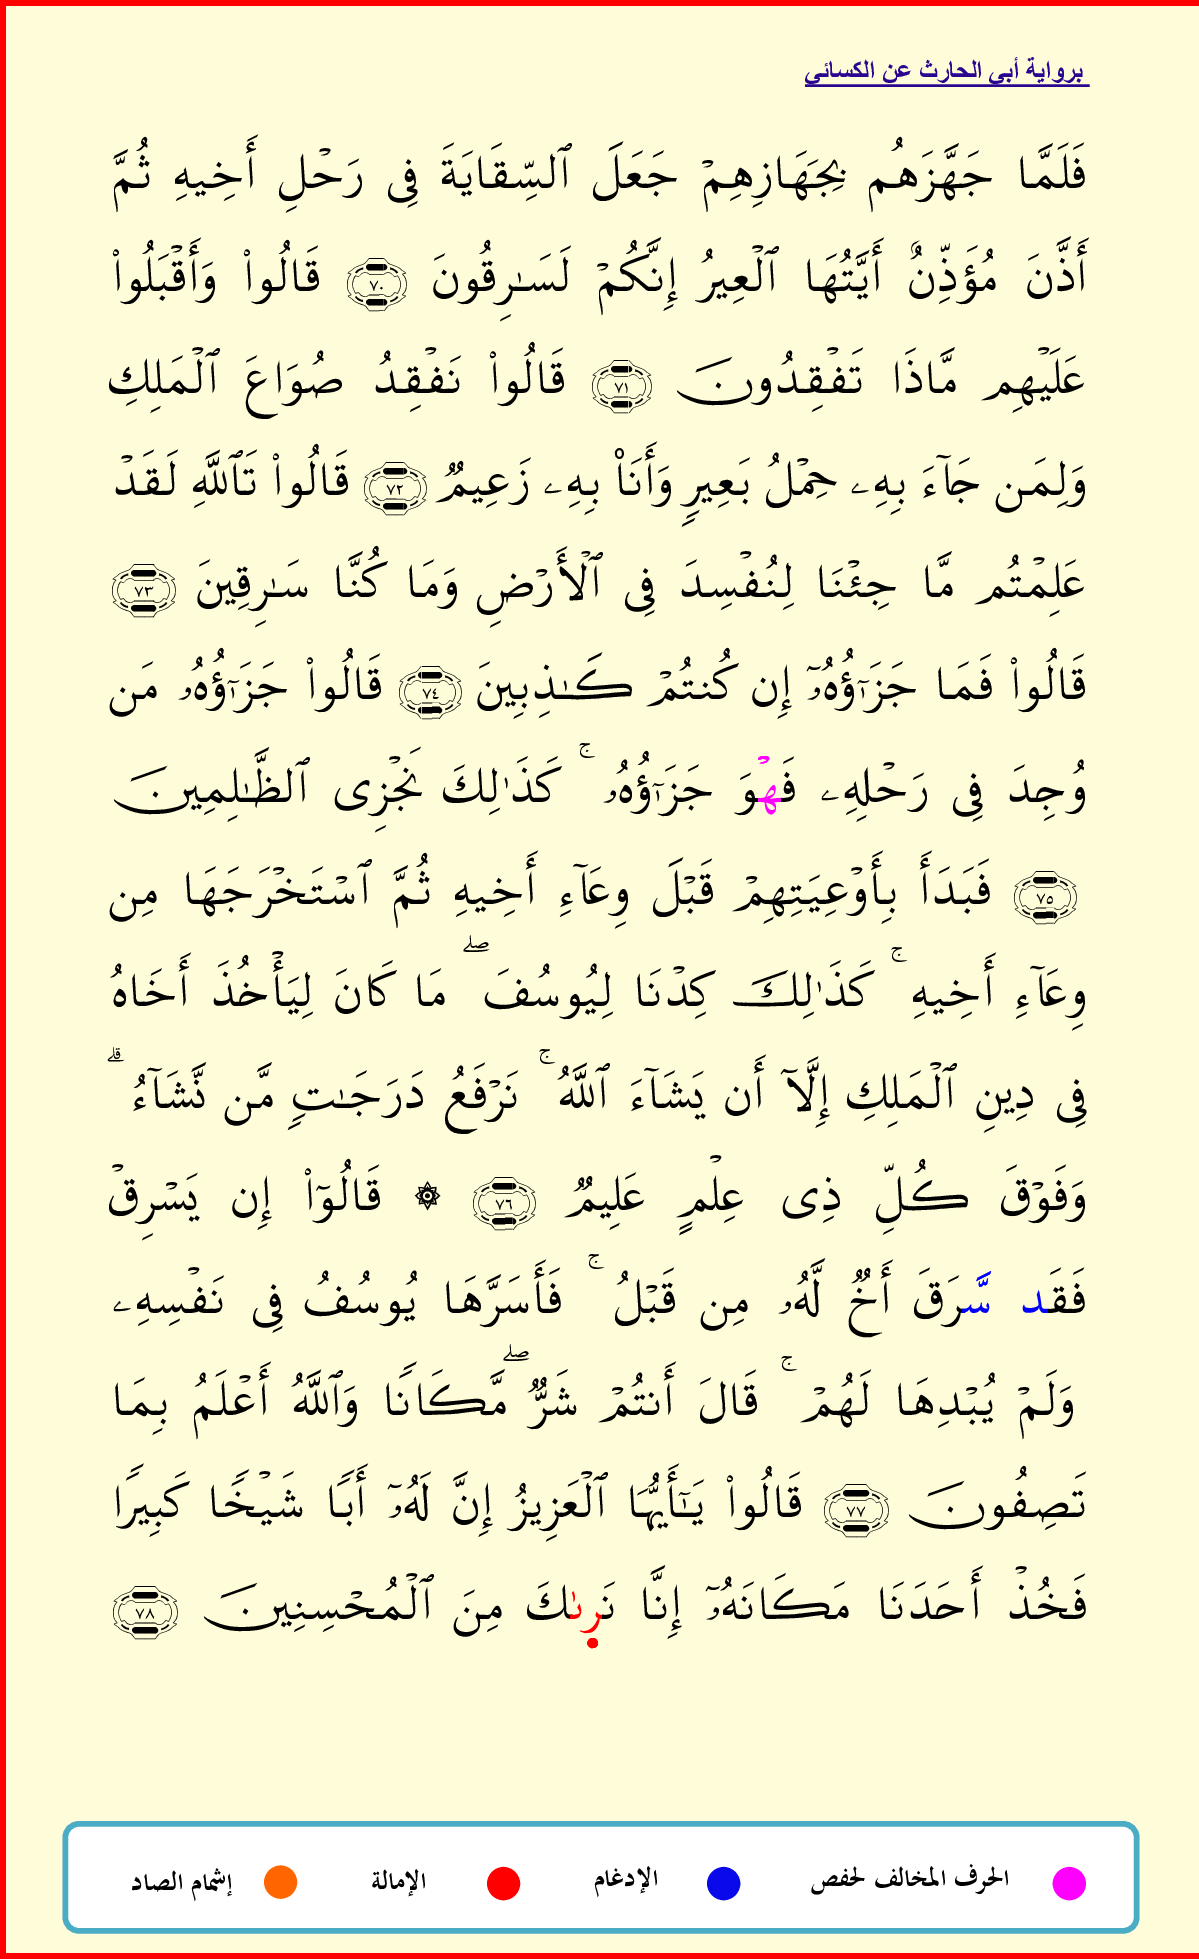 برواية أبي الحارث عن الكسائي
فَلَمَّا جَهَّزَهُم بِجَهَازِهِمۡ جَعَلَ ٱلسِّقَايَةَ فِى رَحۡلِ أَخِيهِ ثُمَّ
أَذَّنَ مُؤَذِّنٌ أَيَّتُهَا ٱلۡعِيرُ إِنَّكُمۡ لَسَـٰرِقُونَ ٧٠ قَالُواْ وَأَقۡبَلُواْ
عَلَيۡهِم مَّاذَا تَفۡقِدُونَ ٧١ قَالُواْ نَفۡقِدُ صُوَاعَ ٱلۡمَلِكِ
وَلِمَن جَآءَ بِهِۦ حِمۡلُ بَعِيرٍ وَأَنَا۠ بِهِۦ زَعِيمٌ ٧٢ قَالُواْ تَٱللَّهِ لَقَدۡ
عَلِمۡتُم مَّا جِئۡنَا لِنُفۡسِدَ فِى ٱلۡأَرۡضِ وَمَا كُنَّا سَـٰرِقِينَ ٧٣
قَالُواْ فَمَا جَزَٰٓؤُهُۥٓ إِن كُنتُمۡ كَـٰذِبِينَ ٧٤ قَالُواْ جَزَٰٓؤُهُۥ مَن
وُجِدَ فِى رَحۡلِهِۦ فَهۡوَ جَزَٰٓؤُهُۥ ۚ كَذَٰلِكَ نَجۡزِى ٱلظَّـٰلِمِينَ
٧٥ فَبَدَأَ بِأَوۡعِيَتِهِمۡ قَبۡلَ وِعَآءِ أَخِيهِ ثُمَّ ٱسۡتَخۡرَجَهَا مِن
وِعَآءِ أَخِيهِ ۚ كَذَٰلِكَ كِدۡنَا لِيُوسُفَ ۖ مَا كَانَ لِيَأۡخُذَ أَخَاهُ
فِى دِينِ ٱلۡمَلِكِ إِلَّآ أَن يَشَآءَ ٱللَّهُ ۚ نَرۡفَعُ دَرَجَـٰتٍ مَّن نَّشَآءُ ۗ
وَفَوۡقَ كُلِّ ذِى عِلۡمٍ عَلِيمٌ ٧٦ ۞ قَالُوٓاْ إِن يَسۡرِقۡ
فَقَد سَّرَقَ أَخٌ لَّهُۥ مِن قَبۡلُ ۚ فَأَسَرَّهَا يُوسُفُ فِى نَفۡسِهِۦ
وَلَمۡ يُبۡدِهَا لَهُمۡ ۚ قَالَ أَنتُمۡ شَرٌّ مَّكَانًا ۖ وَٱللَّهُ أَعۡلَمُ بِمَا
تَصِفُونَ ٧٧ قَالُواْ يَـٰٓأَيُّهَا ٱلۡعَزِيزُ إِنَّ لَهُۥٓ أَبًا شَيۡخًا كَبِيرًا
فَخُذۡ أَحَدَنَا مَكَانَهُۥٓ إِنَّا نَرٜىٰكَ مِنَ ٱلۡمُحۡسِنِينَ ٧٨
الحرف المخالف لحفص الإدغام الإمالة إشمام الصاد